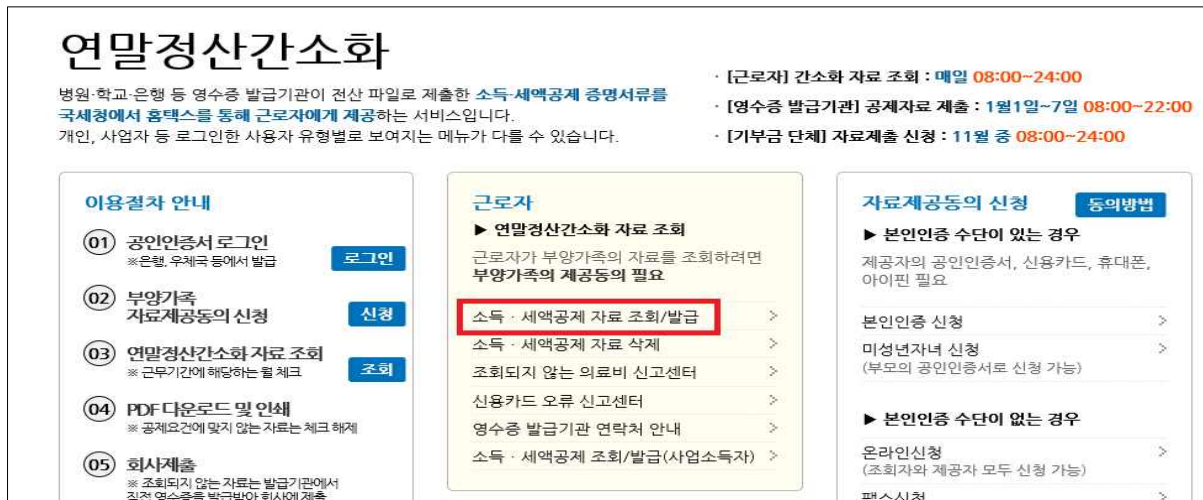 연말정산간소화
병원·학교·은행 등 영수증 발급기관이 전산 파일로 제출한 소득·세액공제 증명서류를
국세청에서 홈택스를 통해 근로자에게 제공하는 서비스입니다.
개인, 사업자 등 로그인한 사용자 유형별로 보여지는 메뉴가 다를 수 있습니다.
· [근로자] 간소화 자료 조회 : 매일 08:00~24:00
· [영수증 발급기관] 공제자료 제출 : 1월1일~7일 08:00~22:00
· [기부금 단체] 자료제출 신청 : 11월 중 08:00~24:00
이용절차 안내
01 공인인증서 로그인
※은행, 우체국 등에서 발급
로그인
02 부양가족
자료제공동의 신청
신청
03 연말정산간소화 자료 조회
※ 근무기간에 해당하는 월 체크
조회
04 PDF 다운로드 및 인쇄
※ 공제요건에 맞지 않는 자료는 체크 해제
05 회사제출
※ 조회되지 않는 자료는 발급기관에서
직접 영수증을 발급받아 회사에 제출
근로자
▶ 연말정산간소화 자료 조회
근로자가 부양가족의 자료를 조회하려면
부양가족의 제공동의 필요
소득 · 세액공제 자료 조회/발급 >
소득 · 세액공제 자료 삭제 >
조회되지 않는 의료비 신고센터 >
신용카드 오류 신고센터 >
영수증 발급기관 연락처 안내 >
소득 · 세액공제 조회/발급(사업소득자) >
자료제공동의 신청
동의방법
▶ 본인인증 수단이 있는 경우
제공자의 공인인증서, 신용카드, 휴대폰,
아이핀 필요
본인인증 신청 >
미성년자녀 신청 >
(부모의 공인인증서로 신청 가능)
▶ 본인인증 수단이 없는 경우
온라인신청 >
(조회자와 제공자 모두 신청 가능)
팩스신청 >